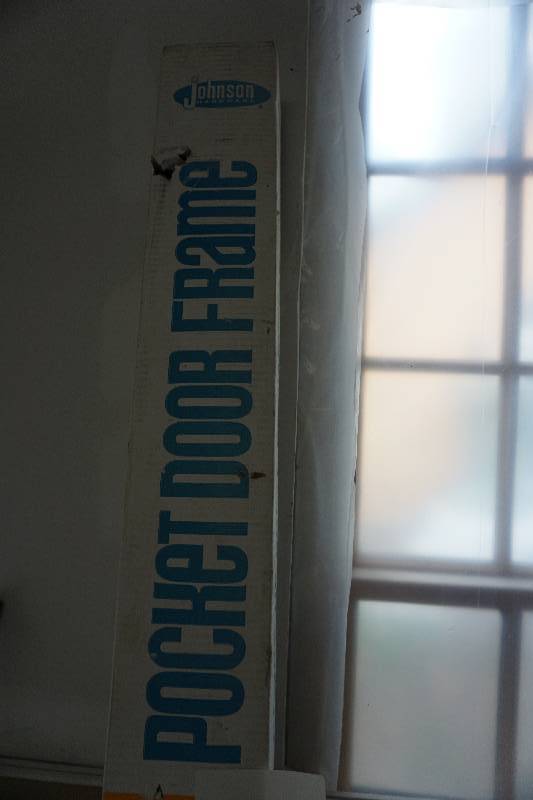 Johnson
HARDWARE
POCKET DOOR FRAME
A